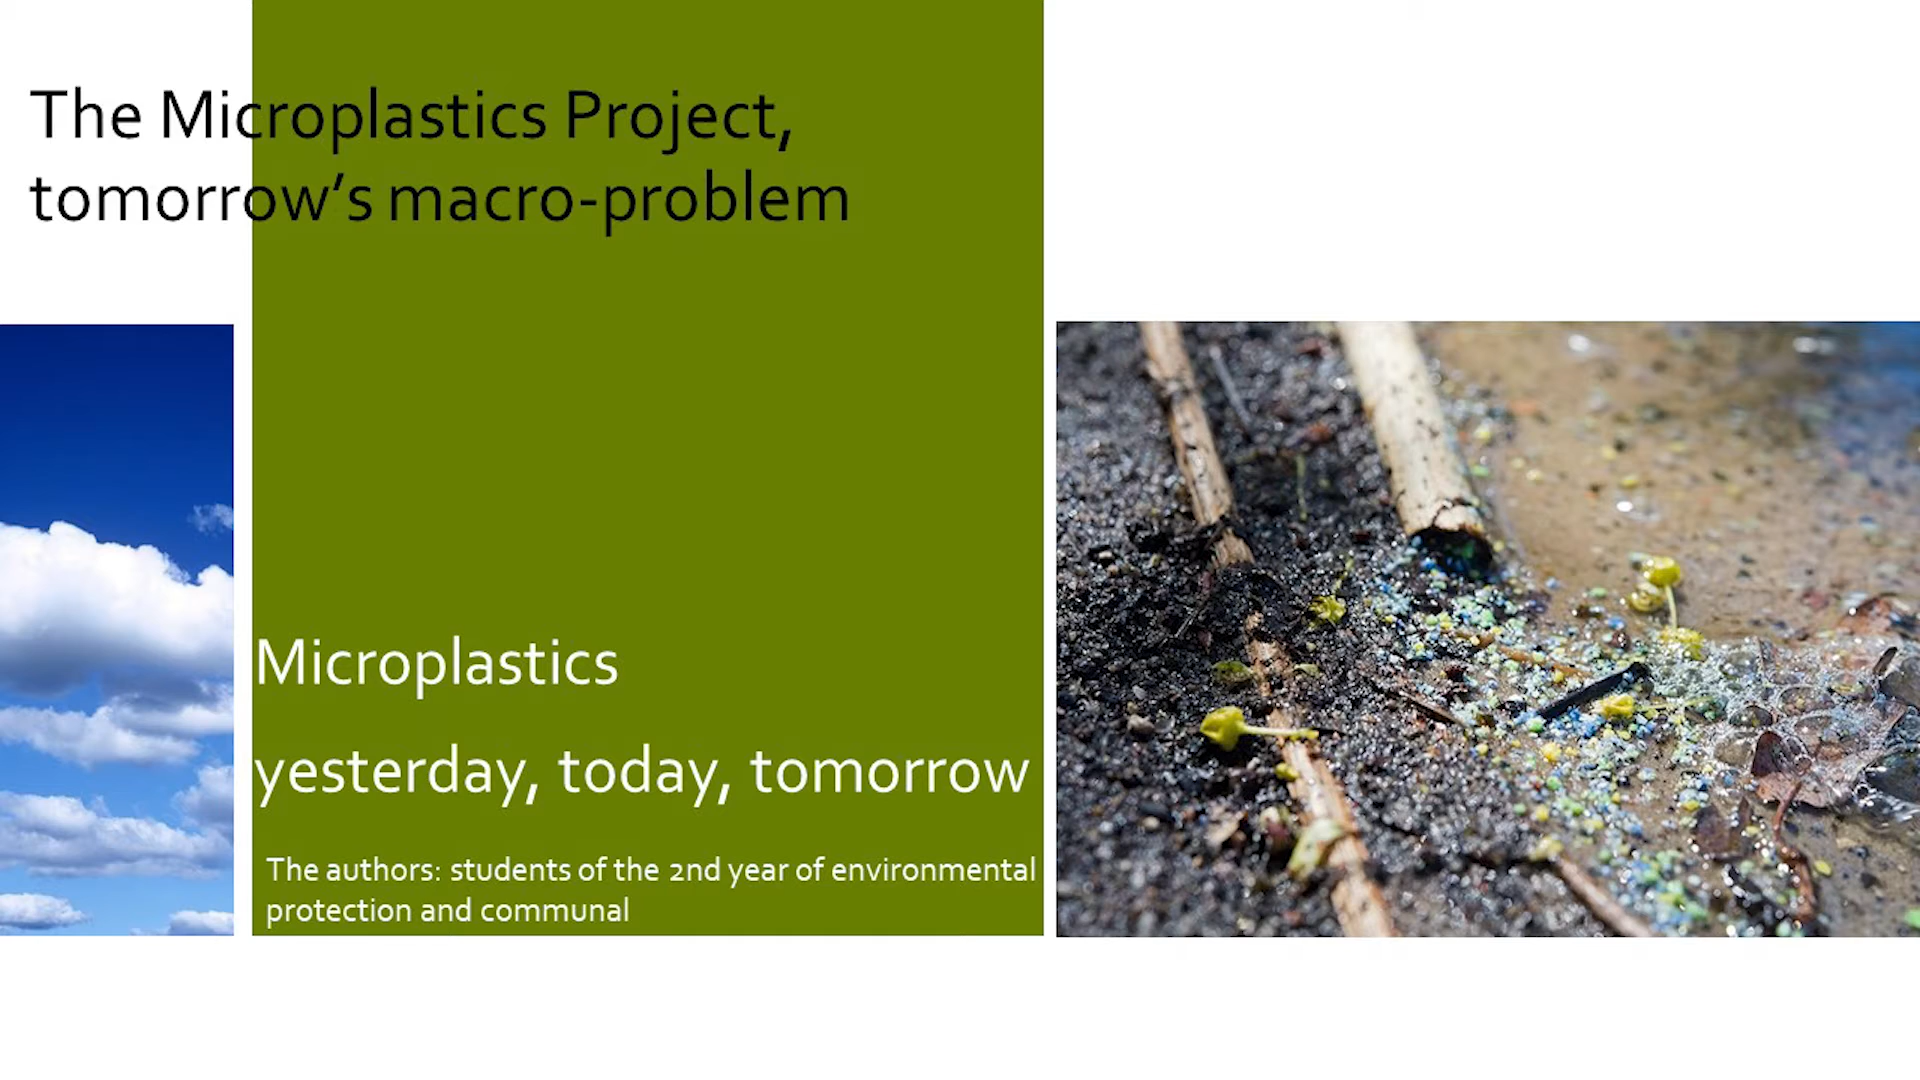 The Microplastics Project,
tomorrow’s macro-problem
Microplastics
yesterday, today, tomorrow
The authors: students of the 2nd year of environmental
protection and communal